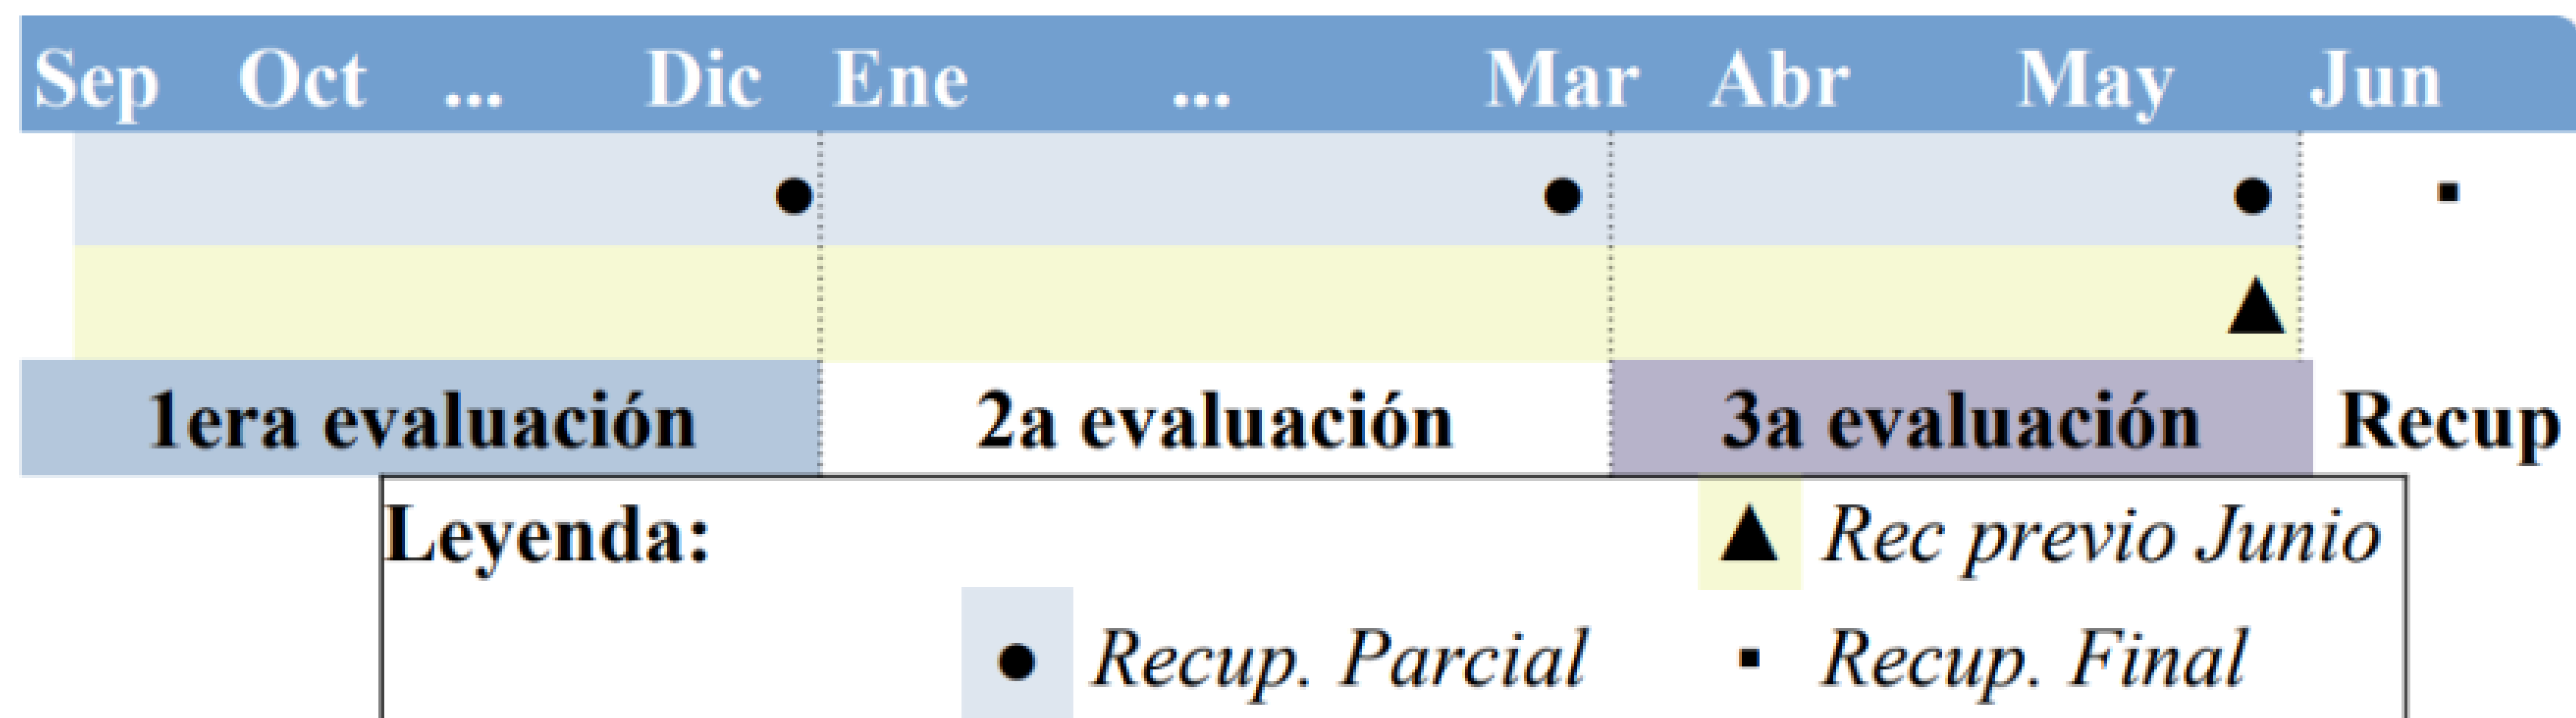 Sep Oct ... Dic Ene ... Mar Abr May Jun
1era evaluación 2a evaluación 3a evaluación Recup
Leyenda: Rec previo Junio
Recup. Parcial Recup. Final